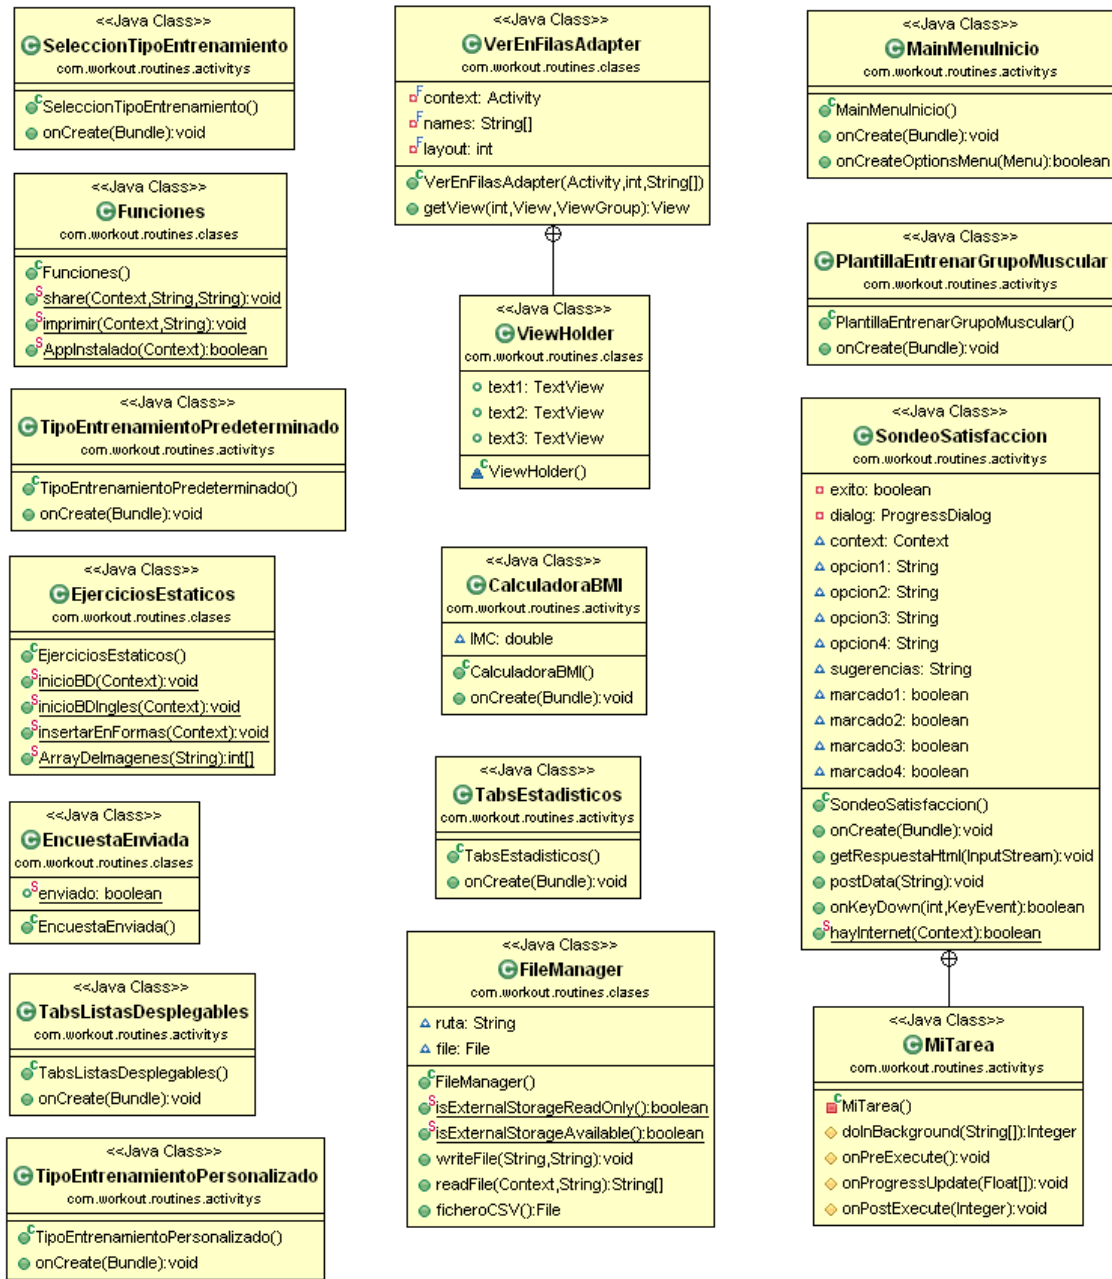 <<Java Class>>
SeleccionTipoEntrenamiento
com.workout.routines.activitys
SeleccionTipoEntrenamiento()
onCreate(Bundle):void
<<Java Class>>
Funciones
com.workout.routines.clases
Funciones()
share(Context,String,String):void
imprimir(Context,String):void
AppInstalado(Context):boolean
<<Java Class>>
TipoEntrenamientoPredeterminado
com.workout.routines.activitys
TipoEntrenamientoPredeterminado()
onCreate(Bundle):void
<<Java Class>>
EjerciciosEstaticos
com.workout.routines.clases
EjerciciosEstaticos()
inicioBD(Context):void
inicioBDIngles(Context):void
insertarEnFormas(Context):void
ArrayDeImagenes(String):int[]
<<Java Class>>
EncuestaEnviada
com.workout.routines.clases
enviado: boolean
EncuestaEnviada()
<<Java Class>>
TabsListasDesplegables
com.workout.routines.activitys
TabsListasDesplegables()
onCreate(Bundle):void
<<Java Class>>
TipoEntrenamientoPersonalizado
com.workout.routines.activitys
TipoEntrenamientoPersonalizado()
onCreate(Bundle):void
<<Java Class>>
VerEnFilasAdapter
com.workout.routines.clases
context: Activity
names: String[]
layout: int
VerEnFilasAdapter(Activity,int,String[])
getView(int,View,ViewGroup):View
<<Java Class>>
ViewHolder
com.workout.routines.clases
text1: TextView
text2: TextView
text3: TextView
ViewHolder()
<<Java Class>>
CalculadoraBMI
com.workout.routines.activitys
IMC: double
CalculadoraBMI()
onCreate(Bundle):void
<<Java Class>>
TabsEstadisticos
com.workout.routines.activitys
TabsEstadisticos()
onCreate(Bundle):void
<<Java Class>>
FileManager
com.workout.routines.clases
ruta: String
file: File
FileManager()
isExternalStorageReadOnly():boolean
isExternalStorageAvailable():boolean
writeFile(String,String):void
readFile(Context,String):String[]
ficheroCSV():File
<<Java Class>>
MainMenuInicio
com.workout.routines.activitys
MainMenuInicio()
onCreate(Bundle):void
onCreateOptionsMenu(Menu):boolean
<<Java Class>>
PlantillaEntrenarGrupoMuscular
com.workout.routines.activitys
PlantillaEntrenarGrupoMuscular()
onCreate(Bundle):void
<<Java Class>>
SondeoSatisfaccion
com.workout.routines.activitys
exito: boolean
dialog: ProgressDialog
context: Context
opcion1: String
opcion2: String
opcion3: String
opcion4: String
sugerencias: String
marcado1: boolean
marcado2: boolean
marcado3: boolean
marcado4: boolean
SondeoSatisfaccion()
onCreate(Bundle):void
getRespuestaHtml(InputStream):void
postData(String):void
onKeyDown(int,KeyEvent):boolean
hayInternet(Context):boolean
<<Java Class>>
MiTarea
com.workout.routines.activitys
MiTarea()
doInBackground(String[]):Integer
onPreExecute():void
onProgressUpdate(Float[]):void
onPostExecute(Integer):void